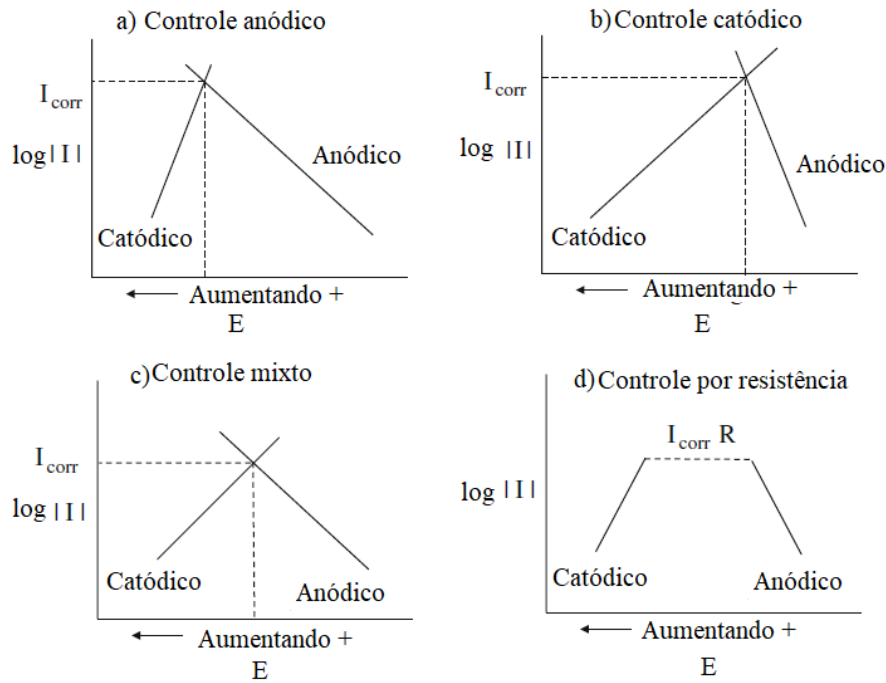 a) Controle anódico
I corr
log | I |
Anódico
Catódico
Aumentando +
E
b) Controle catódico
I corr
log | I |
Anódico
Catódico
Aumentando +
E
c) Controle mixto
I corr
log | I |
Catódico
Anódico
Aumentando +
E
d) Controle por resistência
I corr R
log | I |
Catódico
Anódico
Aumentando +
E